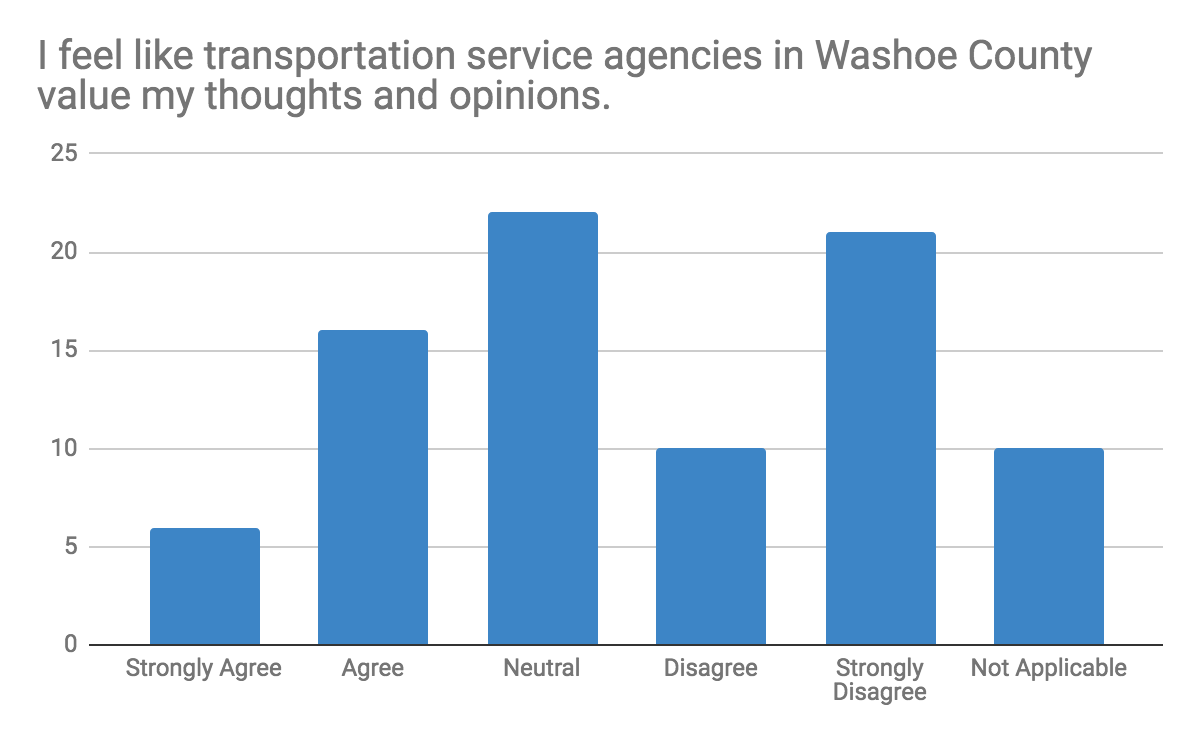 I feel like transportation service agencies in Washoe County
value my thoughts and opinions.
25
20
15
10
5
0
Strongly Agree
Agree
Neutral
Disagree
Strongly
Disagree
Not Applicable